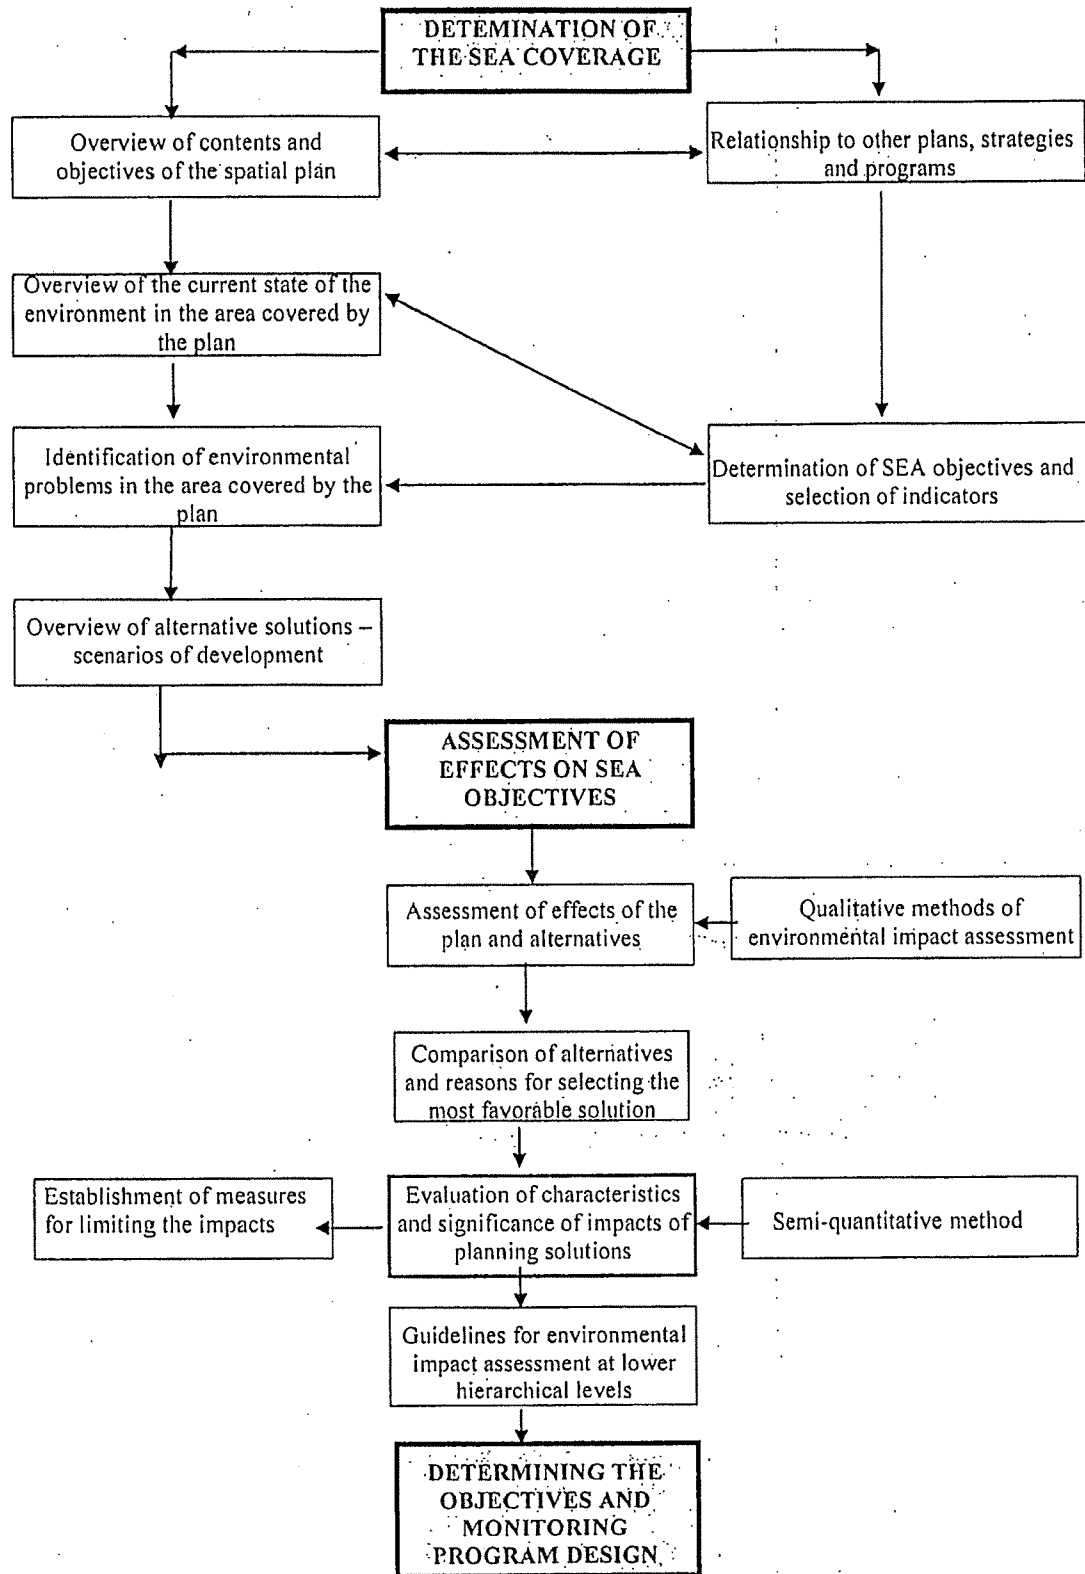 DETEMINATION OF
THE SEA COVERAGE
Overview of contents and
objectives of the spatial plan
Relationship to other plans, strategies
and programs
Overview of the current state of the
environment in the area covered by
the plan
Identification of environmental
problems in the area covered by the
plan
Determination of SEA objectives and
selection of indicators
Overview of alternative solutions –
scenarios of development
ASSESSMENT OF
EFFECTS ON SEA
OBJECTIVES
Assessment of effects of the
plan and alternatives
Qualitative methods of
environmental impact assessment
Comparison of alternatives
and reasons for selecting the
most favorable solution
Establishment of measures
for limiting the impacts
Evaluation of characteristics
and significance of impacts of
planning solutions
Semi-quantitative method
Guidelines for environmental
impact assessment at lower
hierarchical levels
DETERMINING THE
OBJECTIVES AND
MONITORING
PROGRAM DESIGN